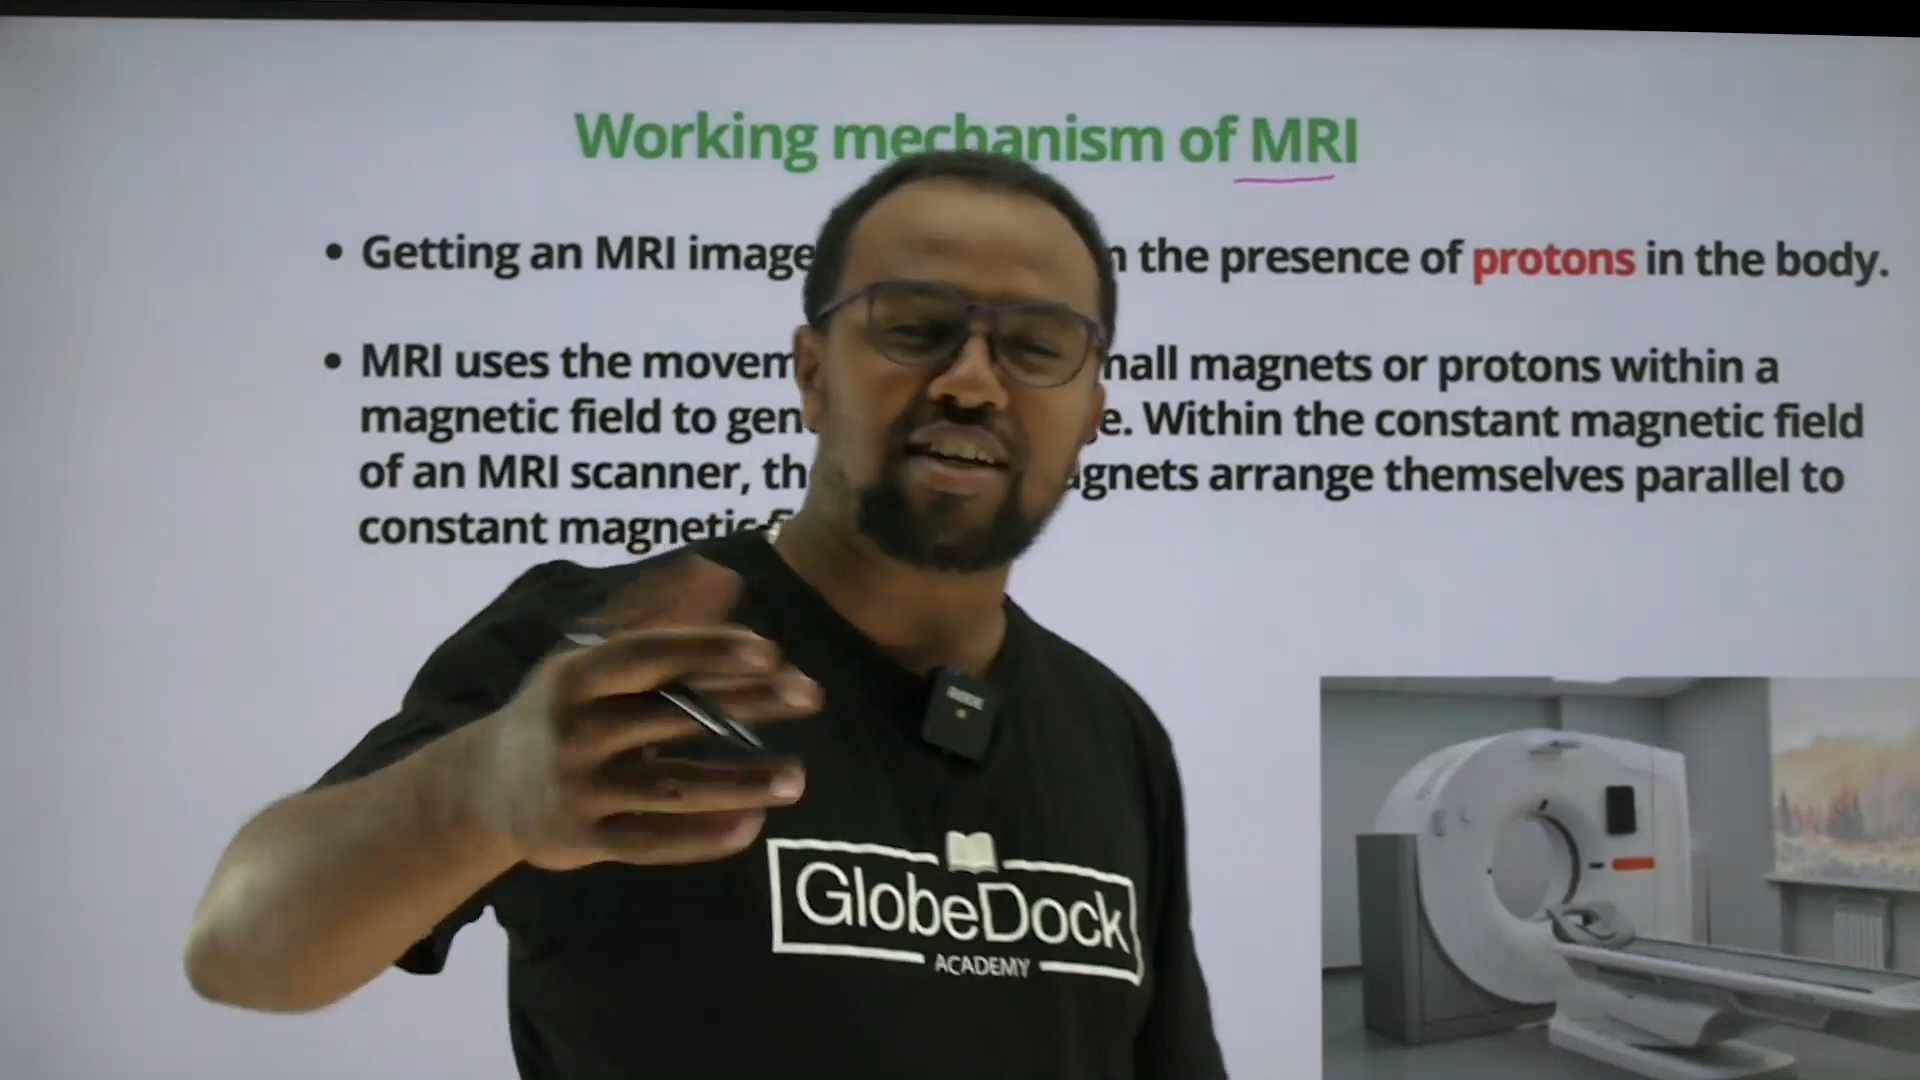 Working mechanism of MRI
• Getting an MRI image the presence of protons in the body.
• MRI uses the movem magnets or protons within a
magnetic field to gen e. Within the constant magnetic field
of an MRI scanner, th agnets arrange themselves parallel to
constant magnetic
RODE
GlobeDock
ACADEMY